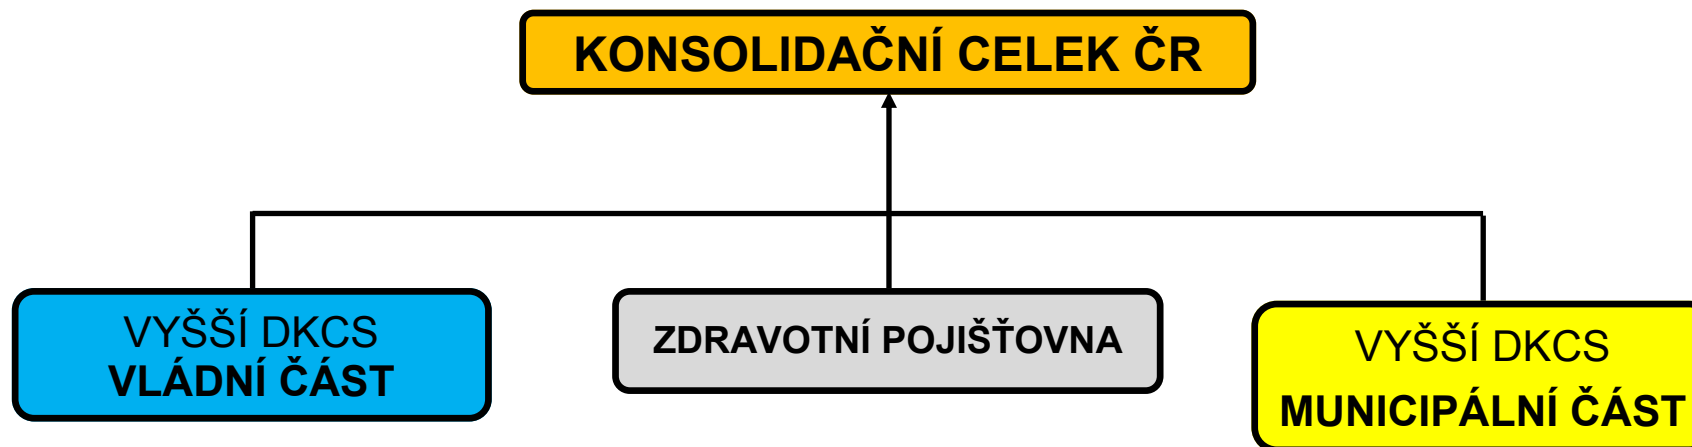 KONSOLIDAČNÍ CELEK ČR
VYŠŠÍ DKCS
VLÁDNÍ ČÁST
ZDRAVOTNÍ POJIŠŤOVNA
VYŠŠÍ DKCS
MUNICIPÁLNÍ ČÁST